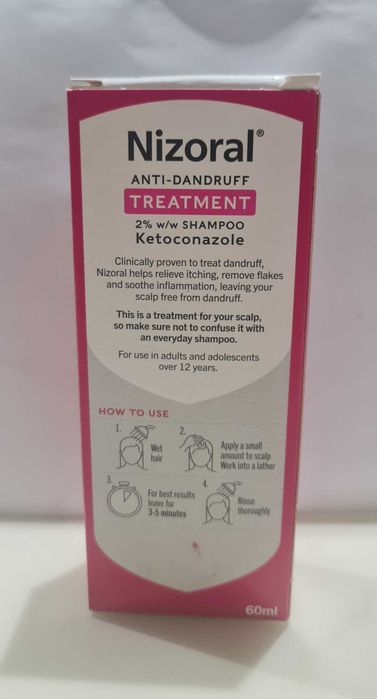 Nizoral®
ANTI-DANDRUFF
TREATMENT
2% w/w SHAMPOO
Ketoconazole
Clinically proven to treat dandruff,
Nizoral helps relieve itching, remove flakes
and soothe inflammation, leaving your
scalp free from dandruff.
This is a treatment for your scalp,
so make sure not to confuse it with
an everyday shampoo.
For use in adults and adolescents
over 12 years.
HOW TO USE
1.
Wet
hair
2.
Apply a small
amount to scalp
Work into a lather
3.
For best results
leave for
3-5 minutes
4.
Rinse
thoroughly
60ml